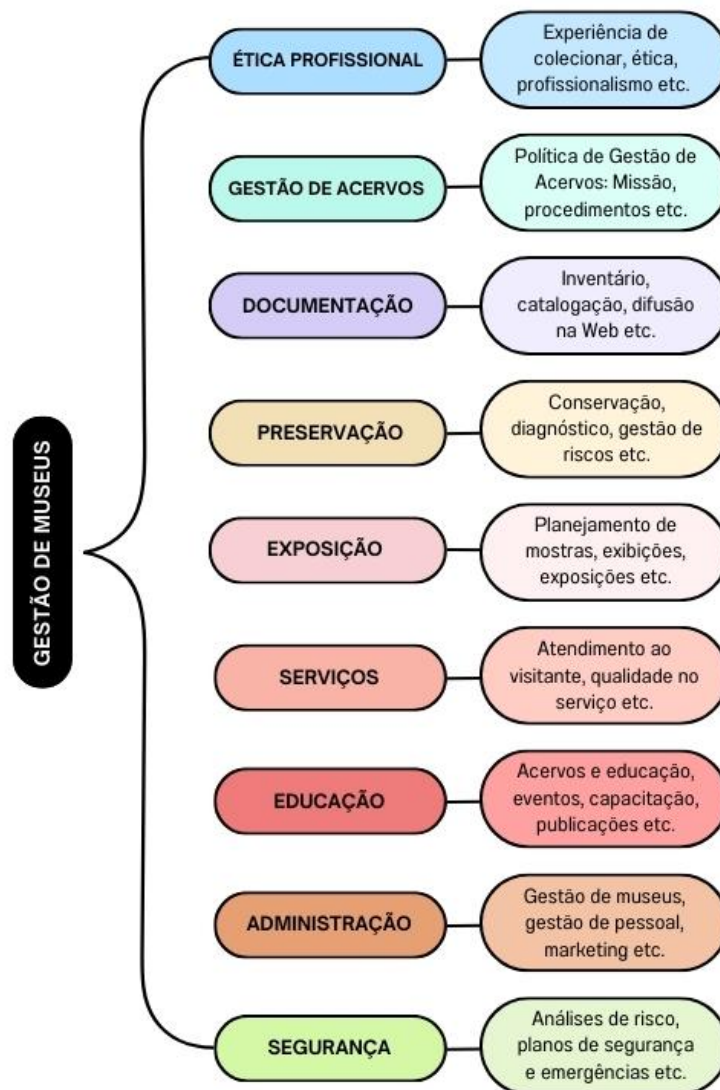 GESTÃO DE MUSEUS
ÉTICA PROFISSIONAL
Experiência de
colecionar, ética,
profissionalismo etc.
GESTÃO DE ACERVOS
Política de Gestão de
Acervos: Missão,
procedimentos etc.
DOCUMENTAÇÃO
Inventário,
catalogação, difusão
na Web etc.
PRESERVAÇÃO
Conservação,
diagnóstico, gestão de
riscos etc.
EXPOSIÇÃO
Planejamento de
mostras, exibições,
exposições etc.
SERVIÇOS
Atendimento ao
visitante, qualidade no
serviço etc.
EDUCAÇÃO
Acervos e educação,
eventos, capacitação,
publicações etc.
ADMINISTRAÇÃO
Gestão de museus,
gestão de pessoal,
marketing etc.
SEGURANÇA
Análises de risco,
planos de segurança
e emergências etc.